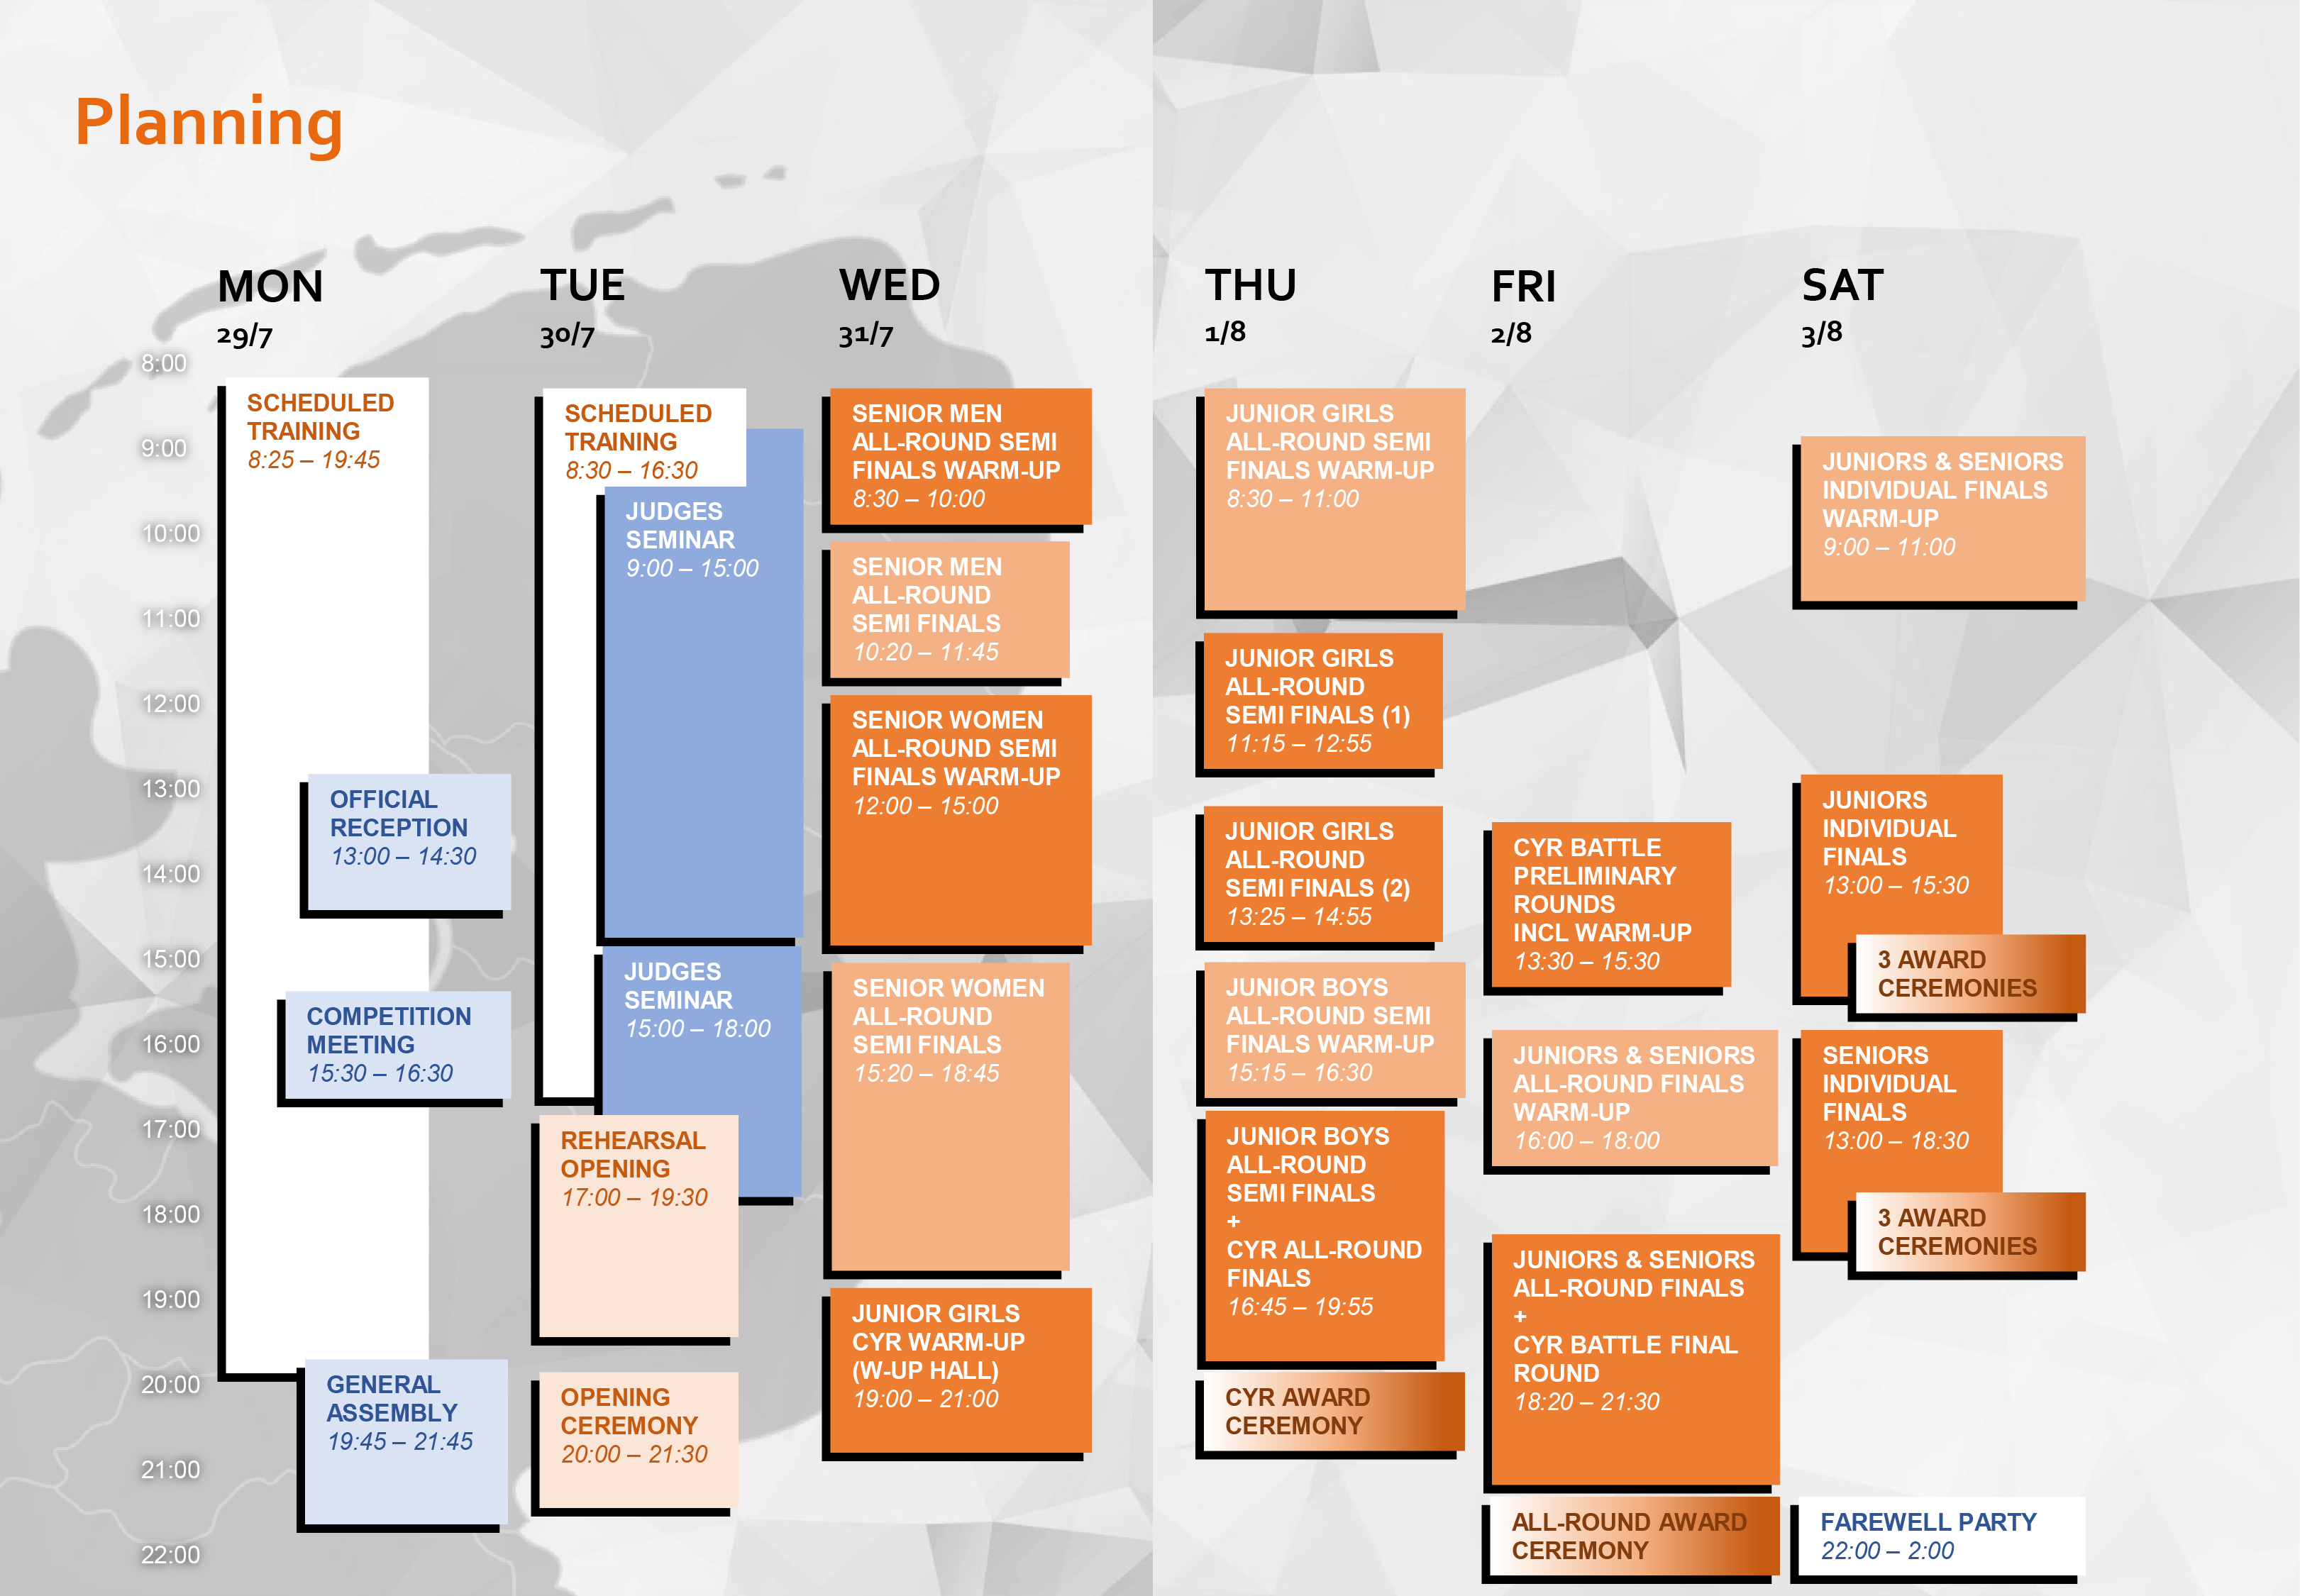 Planning
MON
29/7
TUE
30/7
WED
31/7
THU
1/8
FRI
2/8
SAT
3/8
8:00
9:00
10:00
11:00
12:00
13:00
14:00
15:00
16:00
17:00
18:00
19:00
20:00
21:00
22:00
SCHEDULED
TRAINING
8:25 – 19:45
OFFICIAL
RECEPTION
13:00 – 14:30
COMPETITION
MEETING
15:30 – 16:30
GENERAL
ASSEMBLY
19:45 – 21:45
SCHEDULED
TRAINING
8:30 – 16:30
JUDGES
SEMINAR
9:00 – 15:00
JUDGES
SEMINAR
15:00 – 18:00
REHEARSAL
OPENING
17:00 – 19:30
OPENING
CEREMONY
20:00 – 21:30
SENIOR MEN
ALL-ROUND SEMI
FINALS WARM-UP
8:30 – 10:00
SENIOR MEN
ALL-ROUND
SEMI FINALS
10:20 – 11:45
SENIOR WOMEN
ALL-ROUND SEMI
FINALS WARM-UP
12:00 – 15:00
SENIOR WOMEN
ALL-ROUND
SEMI FINALS
15:20 – 18:45
JUNIOR GIRLS
CYR WARM-UP
(W-UP HALL)
19:00 – 21:00
JUNIOR GIRLS
ALL-ROUND SEMI
FINALS WARM-UP
8:30 – 11:00
JUNIOR GIRLS
ALL-ROUND
SEMI FINALS (1)
11:15 – 12:55
JUNIOR GIRLS
ALL-ROUND
SEMI FINALS (2)
13:25 – 14:55
JUNIOR BOYS
ALL-ROUND SEMI
FINALS WARM-UP
15:15 – 16:30
JUNIOR BOYS
ALL-ROUND
SEMI FINALS
+
CYR ALL-ROUND
FINALS
16:45 – 19:55
CYR AWARD
CEREMONY
CYR BATTLE
PRELIMINARY
ROUNDS
INCL WARM-UP
13:30 – 15:30
JUNIORS & SENIORS
ALL-ROUND FINALS
WARM-UP
16:00 – 18:00
JUNIORS & SENIORS
ALL-ROUND FINALS
+
CYR BATTLE FINAL
ROUND
18:20 – 21:30
ALL-ROUND AWARD
CEREMONY
JUNIORS & SENIORS
INDIVIDUAL FINALS
WARM-UP
9:00 – 11:00
JUNIORS
INDIVIDUAL
FINALS
13:00 – 15:30
3 AWARD
CEREMONIES
SENIORS
INDIVIDUAL
FINALS
13:00 – 18:30
3 AWARD
CEREMONIES
FAREWELL PARTY
22:00 – 2:00